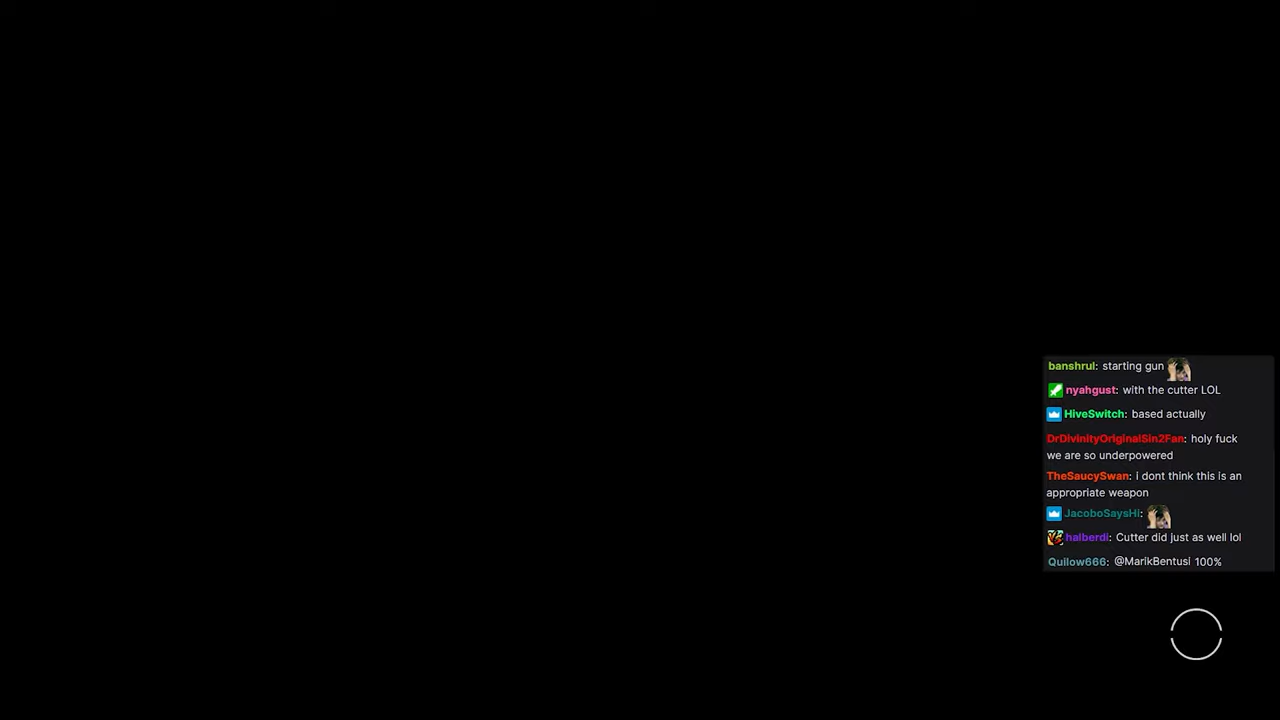 banshrul: starting gun
nyahgust: with the cutter LOL
HiveSwitch: based actually
DrDivinityOriginalSin2Fan: holy fuck
we are so underpowered
TheSaucySwan: i dont think this is an
appropriate weapon
JacoboSaysHi:
halberdi: Cutter did just as well lol
Quilow666: @MarikBentusi 100%